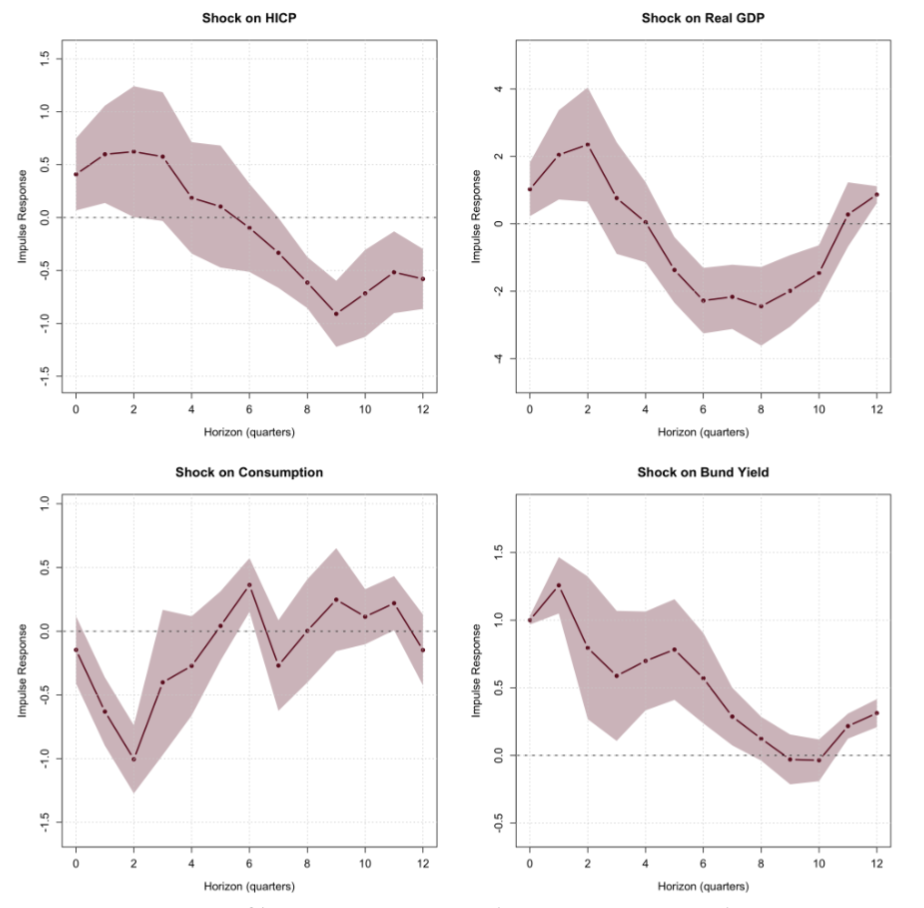 Shock on HICP
Impulse Response
1.5
1.0
0.5
0.0
-0.5
-1.0
-1.5
0 2 4 6 8 10 12
Horizon (quarters)
Shock on Real GDP
Impulse Response
4
2
0
-2
-4
0 2 4 6 8 10 12
Horizon (quarters)
Shock on Consumption
Impulse Response
1.0
0.5
0.0
-0.5
-1.0
-1.5
0 2 4 6 8 10 12
Horizon (quarters)
Shock on Bund Yield
Impulse Response
1.5
1.0
0.5
0.0
-0.5
0 2 4 6 8 10 12
Horizon (quarters)